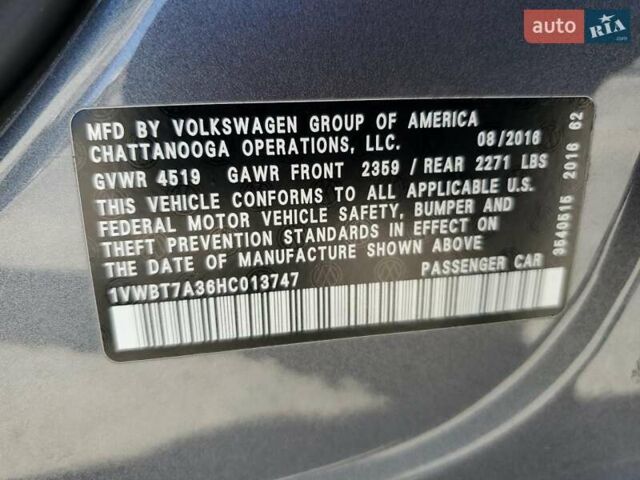 auto RIA .com
MFD BY VOLKSWAGEN GROUP OF AMERICA
CHATTANOOGA OPERATIONS, LLC. 08/2016
GVWR 4519 GAWR FRONT 2359 / REAR 2271 LBS
THIS VEHICLE CONFORMS TO ALL APPLICABLE U.S.
FEDERAL MOTOR VEHICLE SAFETY, BUMPER AND
THEFT PREVENTION STANDARDS IN EFFECT ON
THE DATE OF MANUFACTURE SHOWN ABOVE
1VWBT7A36HC013747 PASSENGER CAR
3540515 2016 62